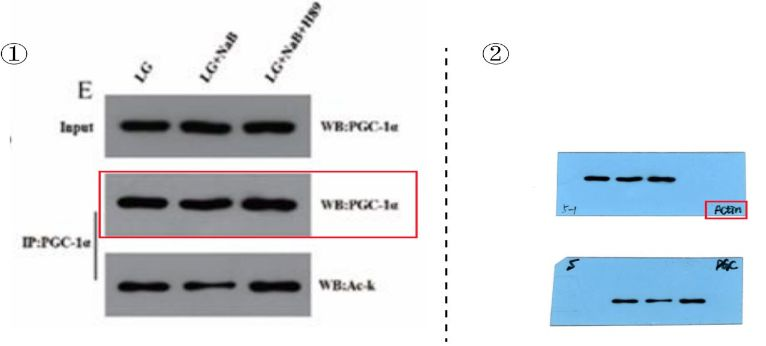 ①
②
LG
LG+NaB
LG+NaB+H89
E
Input
WB:PGC-1α
WB:PGC-1α
IP:PGC-1α
WB:Ac-k
5-1
Actin
5
PGC